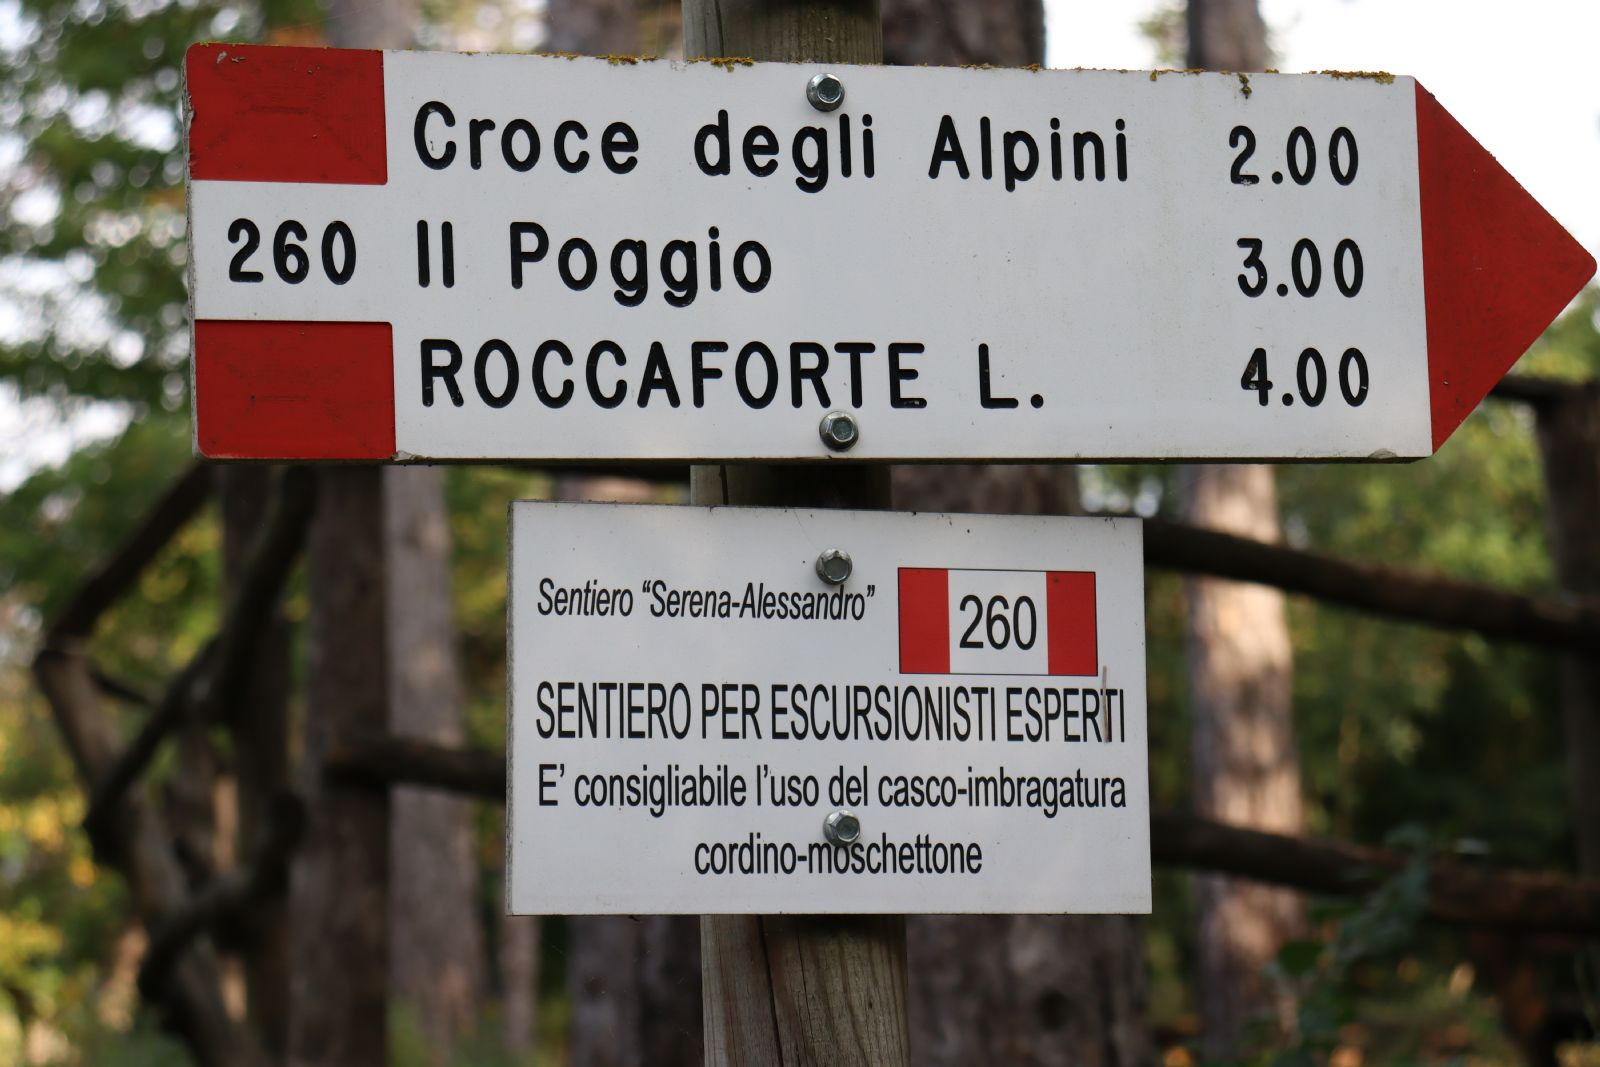 Croce degli Alpini 2.00
260 Il Poggio 3.00
ROCCAFORTE L. 4.00
Sentiero "Serena-Alessandro"
260
SENTIERO PER ESCURSIONISTI ESPERTI
E' consigliabile l'uso del casco-imbragatura
cordino-moschettone